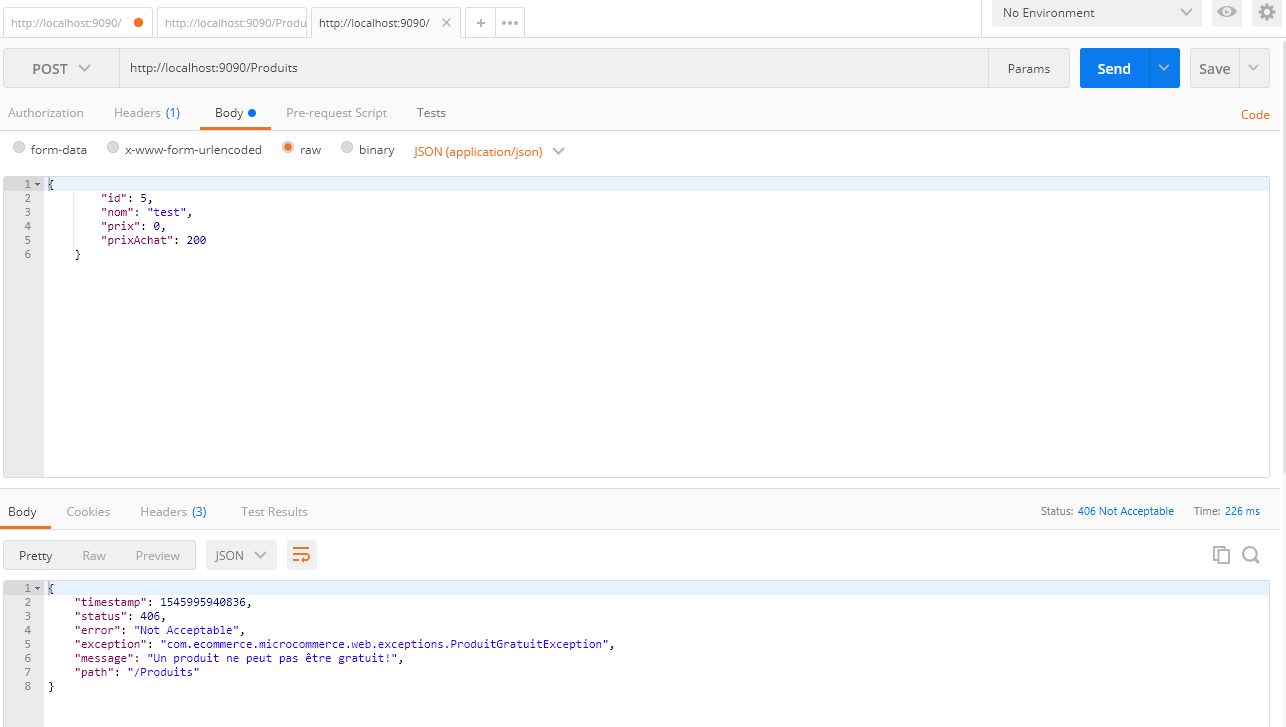 http://localhost:9090/ http://localhost:9090/Produ http://localhost:9090/ + No Environment
POST http://localhost:9090/Produits Params Send Save
Authorization Headers (1) Body Pre-request Script Tests Code
form-data x-www-form-urlencoded raw binary JSON (application/json)
1 {
2 "id": 5,
3 "nom": "test",
4 "prix": 0,
5 "prixAchat": 200
6 }
Body Cookies Headers (3) Test Results Status: 406 Not Acceptable Time: 226 ms
Pretty Raw Preview JSON
1 {
2 "timestamp": 1545995940836,
3 "status": 406,
4 "error": "Not Acceptable",
5 "exception": "com.ecommerce.microcommerce.web.exceptions.ProduitGratuitException",
6 "message": "Un produit ne peut pas être gratuit!",
7 "path": "/Produits"
8 }